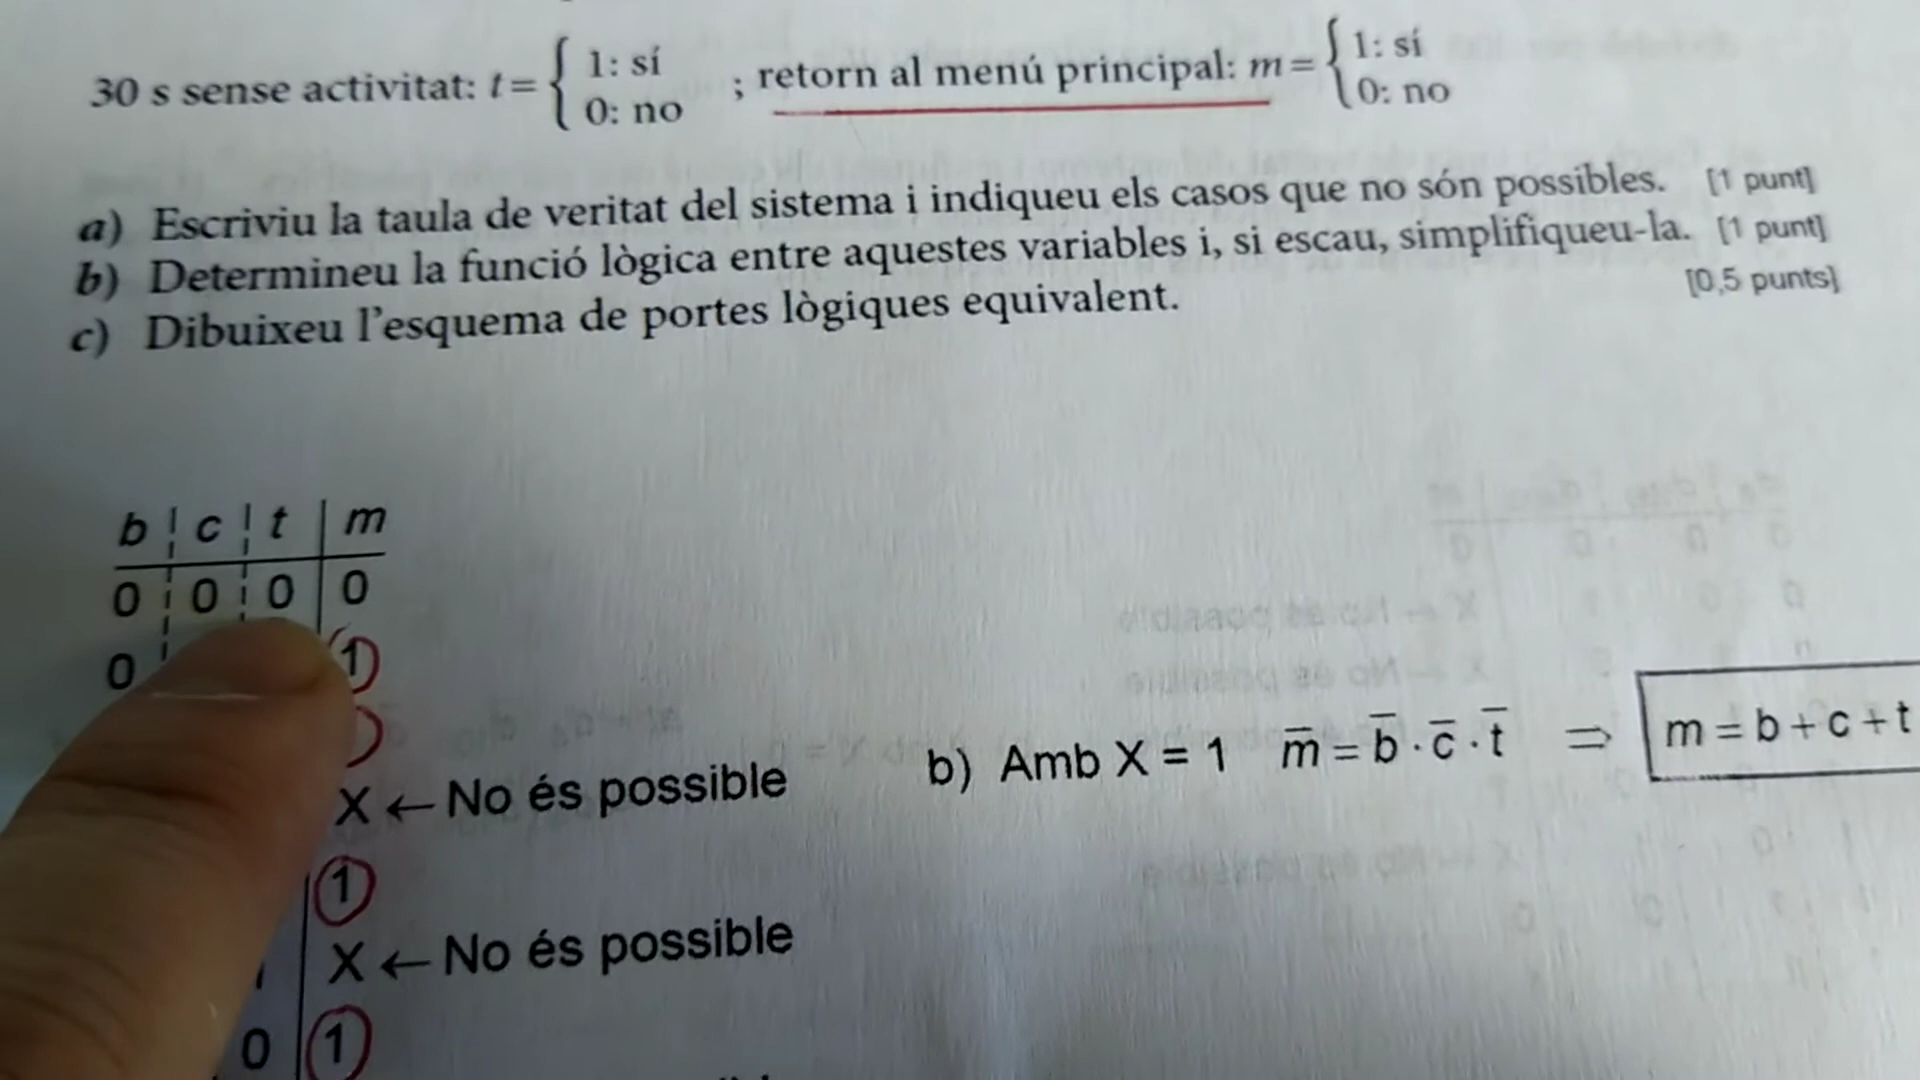 30 s sense activitat: t = { 1: sí 0: no ; retorn al menú principal: m = { 1: sí 0: no
a) Escriviu la taula de veritat del sistema i indiqueu els casos que no són possibles. [1 punt]
b) Determineu la funció lògica entre aquestes variables i, si escau, simplifiqueu-la. [1 punt]
c) Dibuixeu l'esquema de portes lògiques equivalent. [0,5 punts]
b c t m
0 0 0 0
0 1
X ← No és possible
1
X ← No és possible
0 1
b) Amb X = 1 m̅ = b̅ · c̅ · t̅ ⇒ m = b + c + t